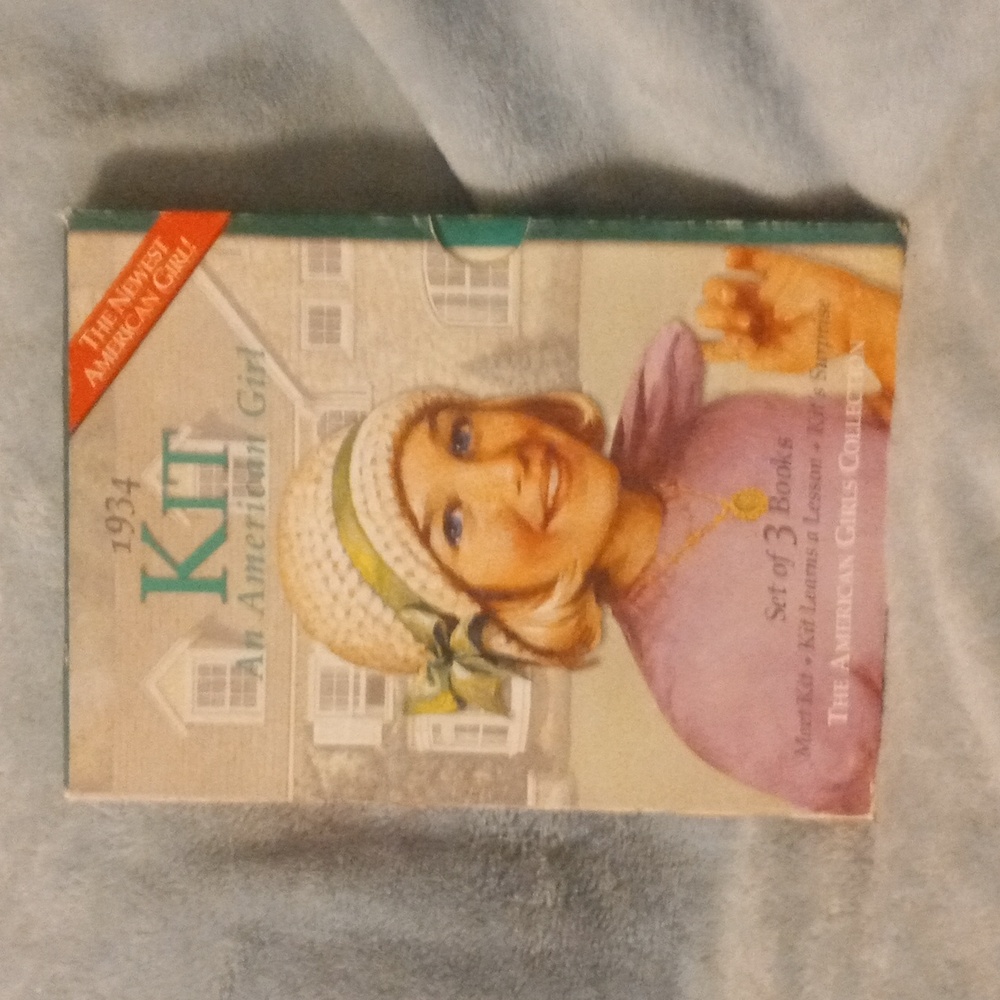 THE NEWEST
AMERICAN GIRL!
1934
KIT
An American Girl
Set of 3 Books
Meet Kit • Kit Learns a Lesson • Kit's Surprise
THE AMERICAN GIRLS COLLECTION